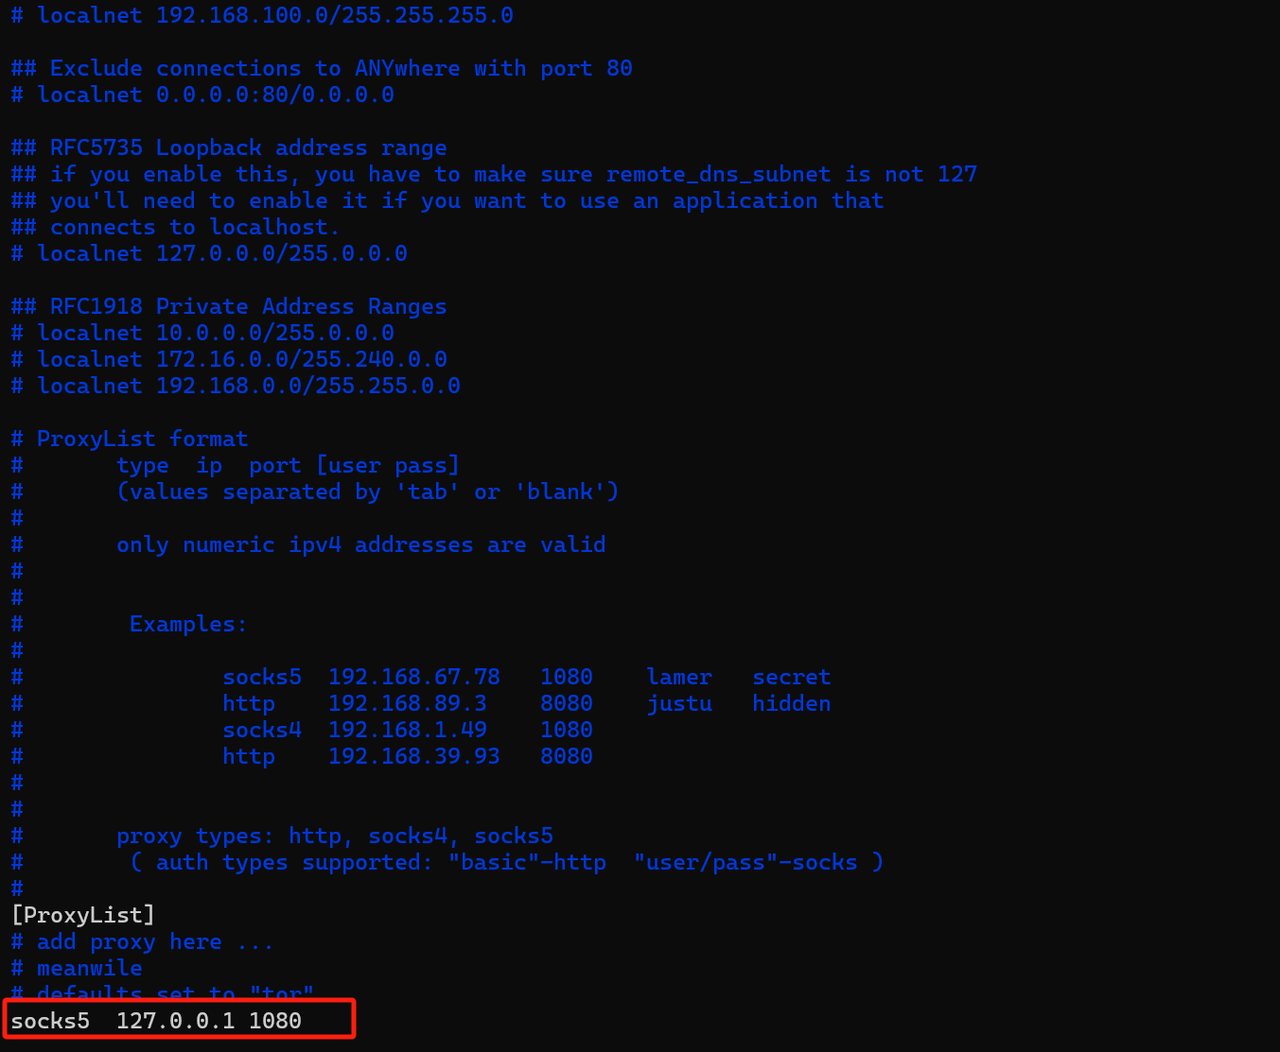 # localnet 192.168.100.0/255.255.255.0
## Exclude connections to ANYwhere with port 80
# localnet 0.0.0.0:80/0.0.0.0
## RFC5735 Loopback address range
## if you enable this, you have to make sure remote_dns_subnet is not 127
## you'll need to enable it if you want to use an application that
## connects to localhost.
# localnet 127.0.0.0/255.0.0.0
## RFC1918 Private Address Ranges
# localnet 10.0.0.0/255.0.0.0
# localnet 172.16.0.0/255.240.0.0
# localnet 192.168.0.0/255.255.0.0
# ProxyList format
#       type  ip  port [user pass]
#       (values separated by 'tab' or 'blank')
#
#       only numeric ipv4 addresses are valid
#
#
#        Examples:
#
#               socks5  192.168.67.78   1080    lamer   secret
#               http    192.168.89.3    8080    justu   hidden
#               socks4  192.168.1.49    1080
#               http    192.168.39.93   8080
#
#
#       proxy types: http, socks4, socks5
#        ( auth types supported: "basic"-http  "user/pass"-socks )
#
[ProxyList]
# add proxy here ...
# meanwile
# defaults set to "tor"
socks5  127.0.0.1 1080